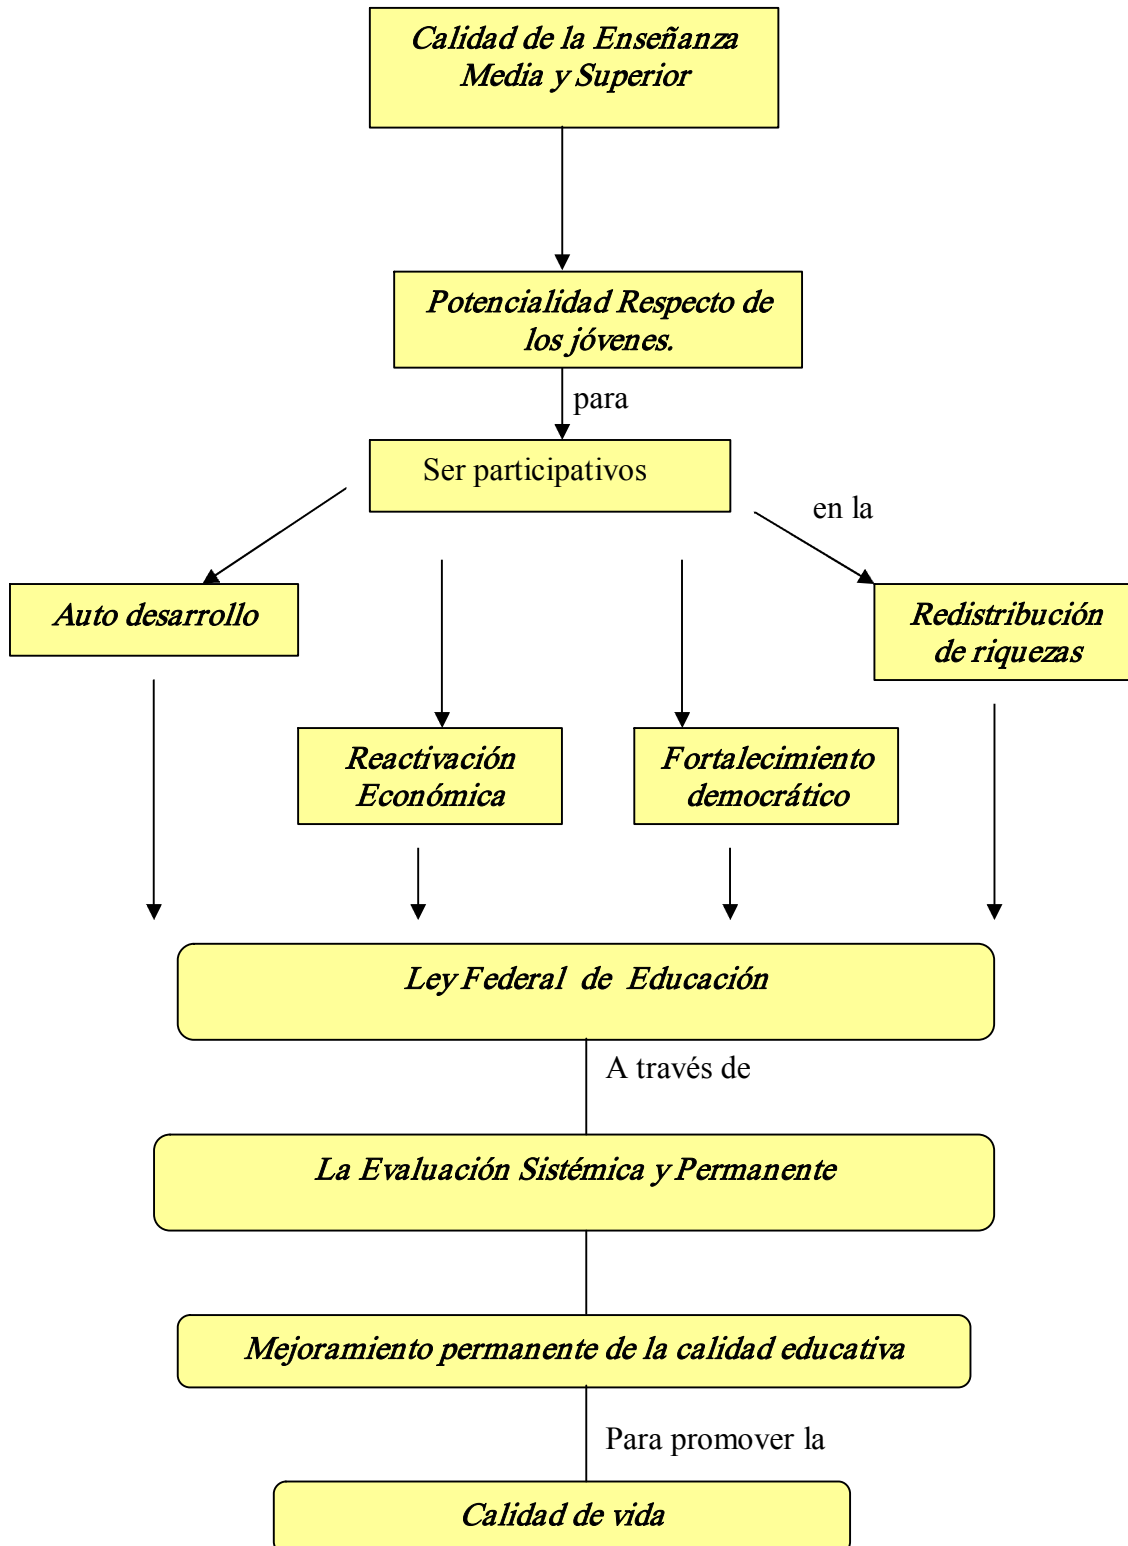 Calidad de la Enseñanza
Media y Superior
Potencialidad Respecto de
los jóvenes.
para
Ser participativos
en la
Auto desarrollo
Redistribución
de riquezas
Reactivación
Económica
Fortalecimiento
democrático
Ley Federal de Educación
A través de
La Evaluación Sistémica y Permanente
Mejoramiento permanente de la calidad educativa
Para promover la
Calidad de vida